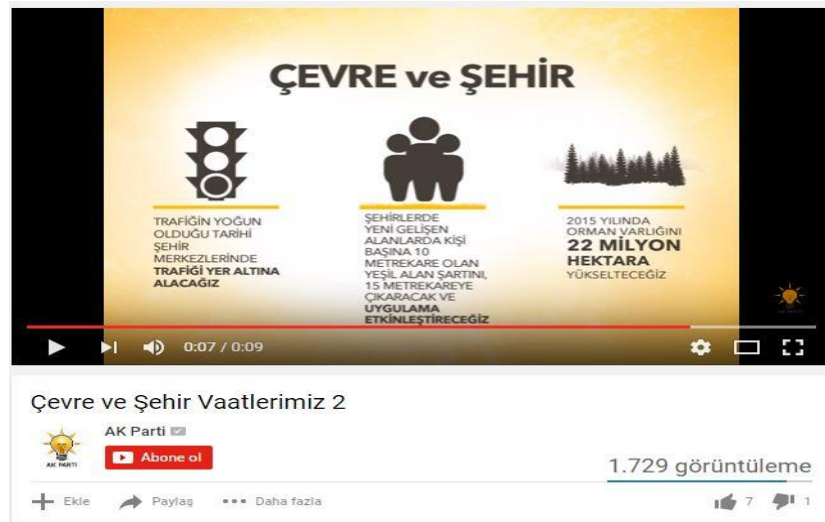 ÇEVRE ve ŞEHİR
TRAFİĞİN YOĞUN
OLDUĞU TARİHİ
ŞEHİR
MERKEZLERİNDE
TRAFİĞİ YER ALTINA
ALACAĞIZ
ŞEHİRLERDE
YENİ GELİŞEN
ALANLARDA KİŞİ
BAŞINA 10
METREKARE OLAN
YEŞİL ALAN ŞARTINI,
15 METREKAREYE
ÇIKARACAK VE
UYGULAMA
ETKİNLEŞTİRECEĞİZ
2015 YILINDA
ORMAN VARLIĞINI
22 MİLYON
HEKTARA
YÜKSELTECEĞİZ
AK PARTİ
0:07 / 0:09
Çevre ve Şehir Vaatlerimiz 2
AK Parti
AK PARTİ
Abone ol
1.729 görüntüleme
Ekle
Paylaş
Daha fazla
7
1